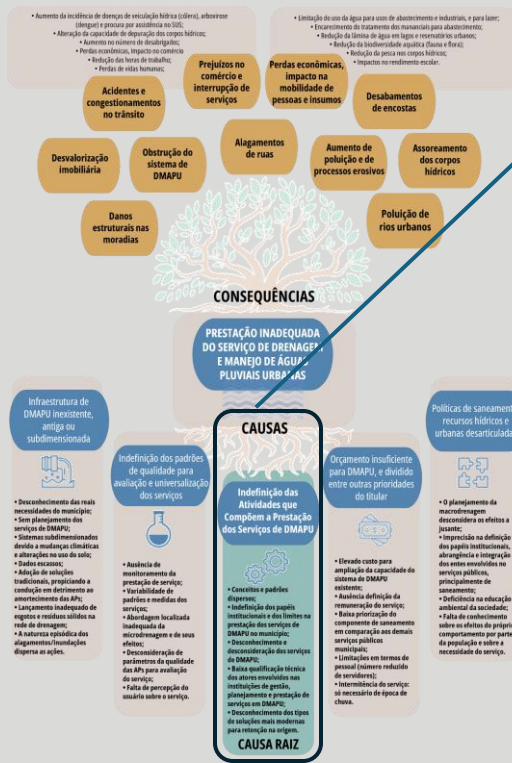 • Aumento da incidência de doenças de veiculação hídrica (cólera), arbovirose
(dengue) e procura por assistência no SUS;
• Alteração da capacidade de depuração dos corpos hídricos;
• Aumento no número de desabrigados;
• Perdas econômicas, impacto no comércio
• Redução das horas de trabalho;
• Perdas de vidas humanas;
• Limitação do uso da água para usos de abastecimento e industriais, e para lazer;
• Encarecimento do tratamento dos mananciais para abastecimento;
• Redução da lâmina de água em lagos e reservatórios urbanos;
• Redução da biodiversidade aquática (fauna e flora);
• Redução da pesca nos corpos hídricos;
• Impactos no rendimento escolar.
Acidentes e
congestionamentos
no trânsito
Prejuízos no
comércio e
interrupção de
serviços
Perdas econômicas,
impacto na
mobilidade de
pessoas e insumos
Desabamentos
de encostas
Desvalorização
imobiliária
Obstrução do
sistema de
DMAPU
Alagamentos
de ruas
Aumento de
poluição e de
processos erosivos
Assoreamento
dos corpos
hídricos
Danos
estruturais nas
moradias
Poluição de
rios urbanos
CONSEQUÊNCIAS
PRESTAÇÃO INADEQUADA
DO SERVIÇO DE DRENAGEM
E MANEJO DE ÁGUAS
PLUVIAIS URBANAS
CAUSAS
Infraestrutura de
DMAPU inexistente,
antiga ou
subdimensionada
• Desconhecimento das reais
necessidades do município;
• Sem planejamento dos
serviços de DMAPU;
• Sistemas subdimensionados
devido a mudanças climáticas
e alterações no uso do solo;
• Dados escassos;
• Adoção de soluções
tradicionais, propiciando a
condução em detrimento ao
amortecimento das APs;
• Lançamento inadequado de
esgotos e resíduos sólidos na
rede de drenagem;
• A natureza episódica dos
alagamentos/inundações
dispersa as ações.
Indefinição dos padrões
de qualidade para
avaliação e universalização
dos serviços
• Ausência de
monitoramento da
prestação de serviço;
• Variabilidade de
padrões e medidas dos
serviços;
• Abordagem localizada
inadequada da
microdrenagem e de seus
efeitos;
• Desconsideração de
parâmetros da qualidade
das APs para avaliação
do serviço;
• Falta de percepção do
usuário sobre o serviço.
Indefinição das
Atividades que
Compõem a Prestação
dos Serviços de DMAPU
• Conceitos e padrões
dispersos;
• Indefinição dos papéis
institucionais e dos limites na
prestação dos serviços de
DMAPU no município;
• Desconhecimento e
desconsideração dos serviços
de DMAPU;
• Baixa qualificação técnica
dos atores envolvidos nas
instituições de gestão,
planejamento e prestação de
serviços em DMAPU;
• Desconhecimento dos tipos
de soluções mais modernas
para retenção na origem.
CAUSA RAIZ
Orçamento insuficiente
para DMAPU, e dividido
entre outras prioridades
do titular
• Elevado custo para
ampliação da capacidade do
sistema de DMAPU
existente;
• Ausência definição da
remuneração do serviço;
• Baixa priorização do
componente de saneamento
em comparação aos demais
serviços públicos
municipais;
• Limitações em termos de
pessoal (número reduzido
de servidores);
• Intermitência do serviço:
só necessário de época de
chuva.
Políticas de saneamento,
recursos hídricos e
urbanas desarticuladas
• O planejamento da
macrodrenagem
desconsidera os efeitos a
jusante;
• Imprecisão na definição
dos papéis institucionais,
abrangência e integração
dos entes envolvidos no
serviços públicos,
principalmente de
saneamento;
• Deficiência na educação
ambiental da sociedade;
• Falta de conhecimento
sobre os efeitos do próprio
comportamento por parte
da população e sobre a
necessidade do serviço.